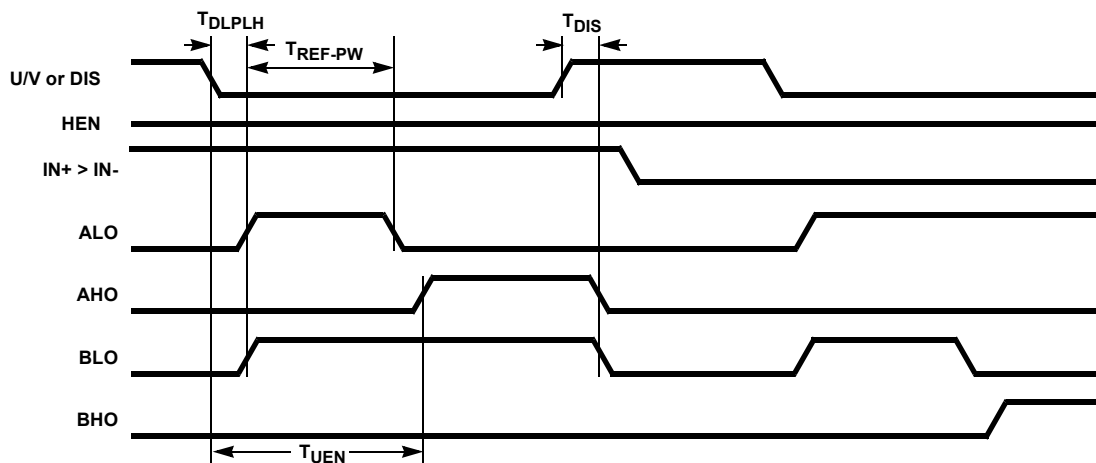 TDLPLH
TREF-PW
TDIS
U/V or DIS
HEN
IN+ > IN-
ALO
AHO
BLO
BHO
TUEN